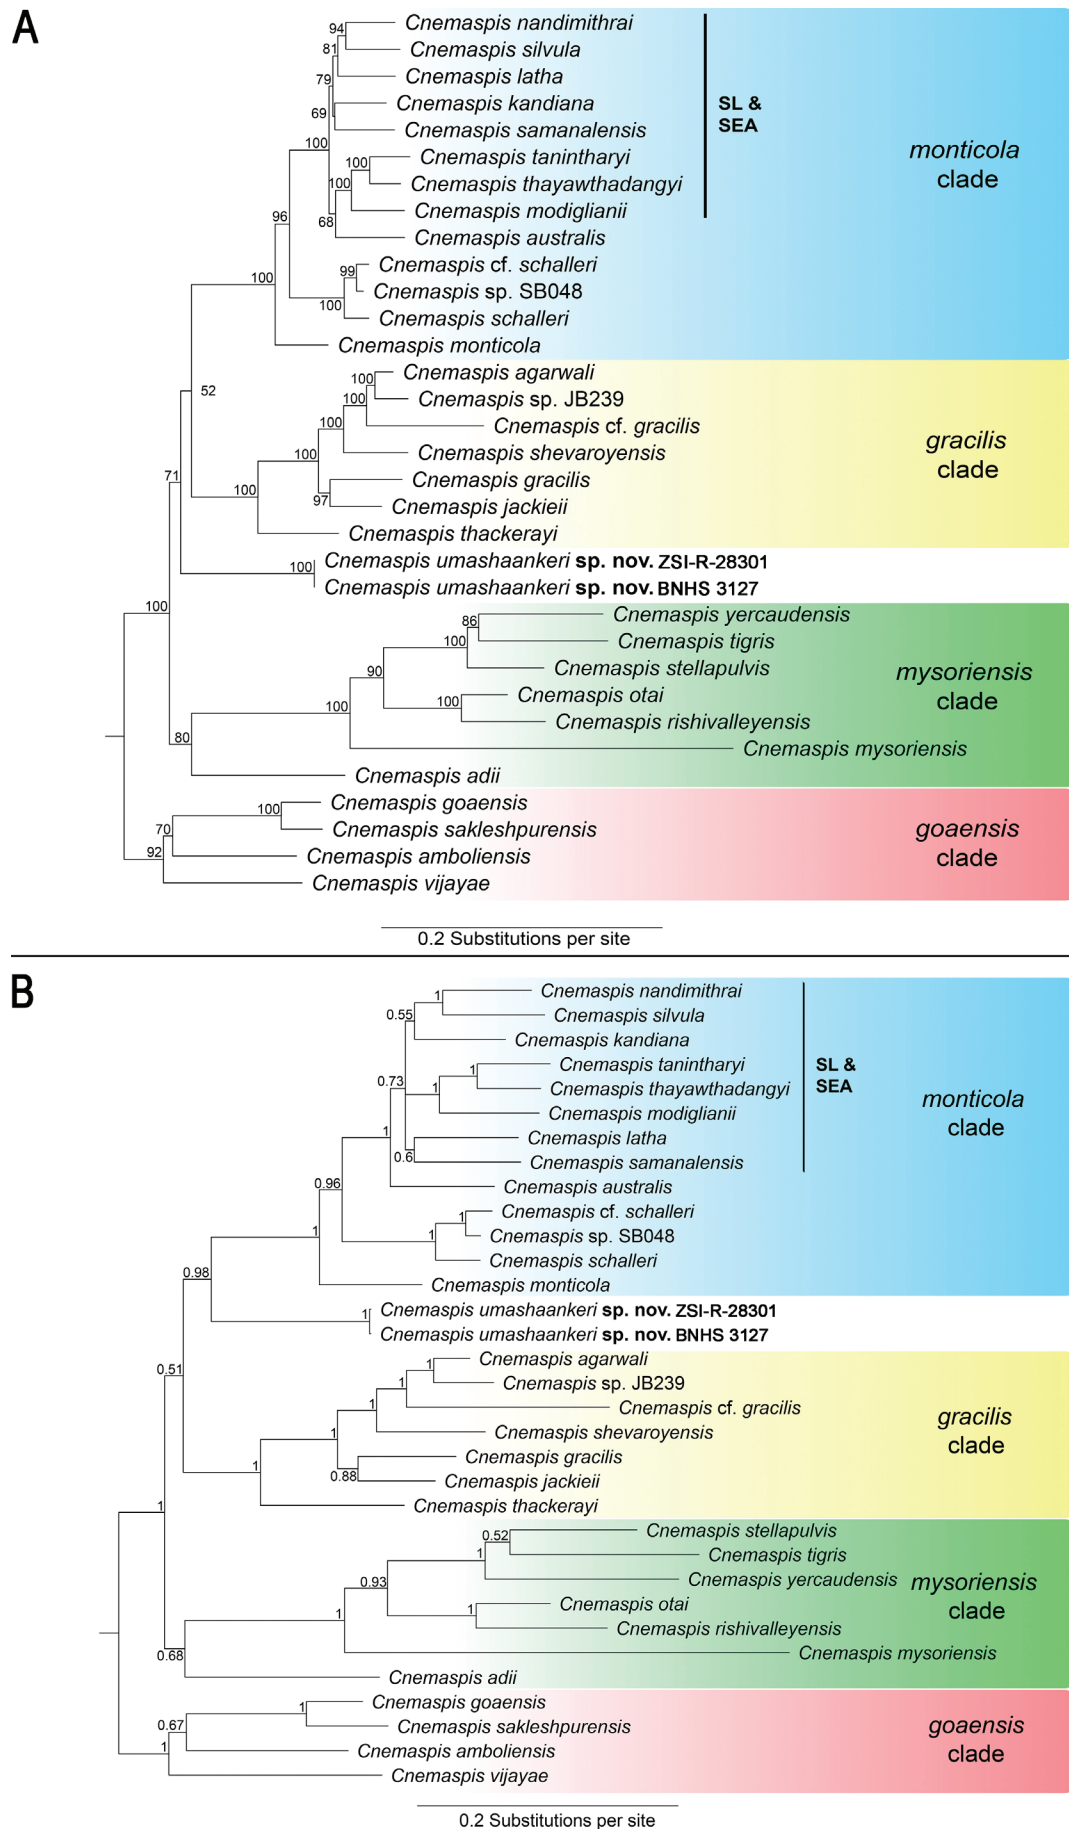 A
94
Cnemaspis nandimithrai
81
Cnemaspis silvula
79
Cnemaspis latha
SL &
SEA
69
Cnemaspis kandiana
Cnemaspis samanalensis
100
monticola
clade
100
Cnemaspis tanintharyi
100
Cnemaspis thayawthadangyi
Cnemaspis modiglianii
96
68
Cnemaspis australis
100
99
Cnemaspis cf. schalleri
Cnemaspis sp. SB048
100
Cnemaspis schalleri
Cnemaspis monticola
52
100
Cnemaspis agarwali
100
Cnemaspis sp. JB239
100
Cnemaspis cf. gracilis
gracilis
clade
100
Cnemaspis shevaroyensis
71
100
Cnemaspis gracilis
97
Cnemaspis jackieii
Cnemaspis thackerayi
100
Cnemaspis umashaankeri sp. nov. ZSI-R-28301
Cnemaspis umashaankeri sp. nov. BNHS 3127
100
86
Cnemaspis yercaudensis
100
Cnemaspis tigris
90
Cnemaspis stellapulvis
mysoriensis
clade
100
100
Cnemaspis otai
Cnemaspis rishivalleyensis
80
Cnemaspis mysoriensis
Cnemaspis adii
100
Cnemaspis goaensis
70
Cnemaspis sakleshpurensis
goaensis
clade
92
Cnemaspis amboliensis
Cnemaspis vijayae
0.2 Substitutions per site
B
1
Cnemaspis nandimithrai
0.55
Cnemaspis silvula
Cnemaspis kandiana
SL &
SEA
0.73
1
Cnemaspis tanintharyi
1
Cnemaspis thayawthadangyi
monticola
clade
Cnemaspis modiglianii
1
Cnemaspis latha
0.6
Cnemaspis samanalensis
0.96
Cnemaspis australis
1
1
Cnemaspis cf. schalleri
1
Cnemaspis sp. SB048
Cnemaspis schalleri
0.98
Cnemaspis monticola
1
Cnemaspis umashaankeri sp. nov. ZSI-R-28301
Cnemaspis umashaankeri sp. nov. BNHS 3127
0.51
1
Cnemaspis agarwali
1
Cnemaspis sp. JB239
1
Cnemaspis cf. gracilis
gracilis
clade
1
Cnemaspis shevaroyensis
1
Cnemaspis gracilis
0.88
Cnemaspis jackieii
1
Cnemaspis thackerayi
0.52
Cnemaspis stellapulvis
1
Cnemaspis tigris
0.93
Cnemaspis yercaudensis
mysoriensis
clade
1
1
Cnemaspis otai
Cnemaspis rishivalleyensis
0.68
Cnemaspis mysoriensis
Cnemaspis adii
1
Cnemaspis goaensis
0.67
Cnemaspis sakleshpurensis
goaensis
clade
1
Cnemaspis amboliensis
Cnemaspis vijayae
0.2 Substitutions per site